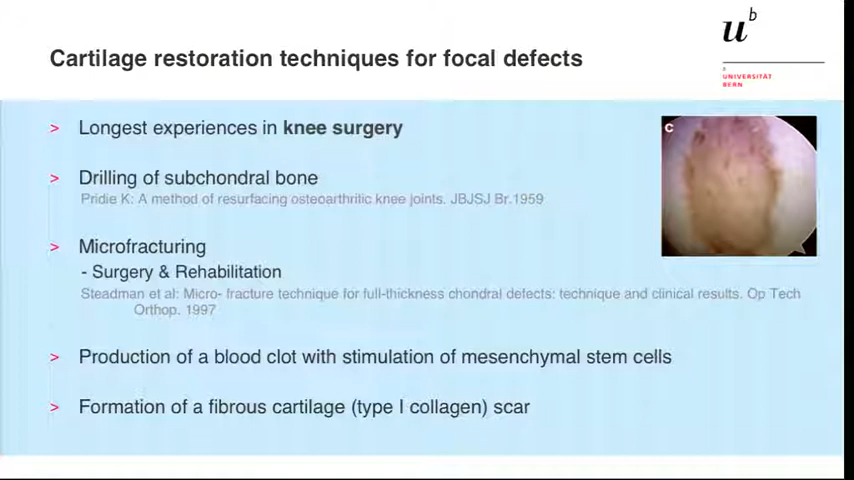 u b
Cartilage restoration techniques for focal defects
b
UNIVERSITÄT
BERN
> Longest experiences in knee surgery
c
> Drilling of subchondral bone
Pridie K: A method of resurfacing osteoarthritic knee joints. JBJSJ Br.1959
> Microfracturing
- Surgery & Rehabilitation
Steadman et al: Micro- fracture technique for full-thickness chondral defects: technique and clinical results. Op Tech
Orthop. 1997
> Production of a blood clot with stimulation of mesenchymal stem cells
> Formation of a fibrous cartilage (type I collagen) scar